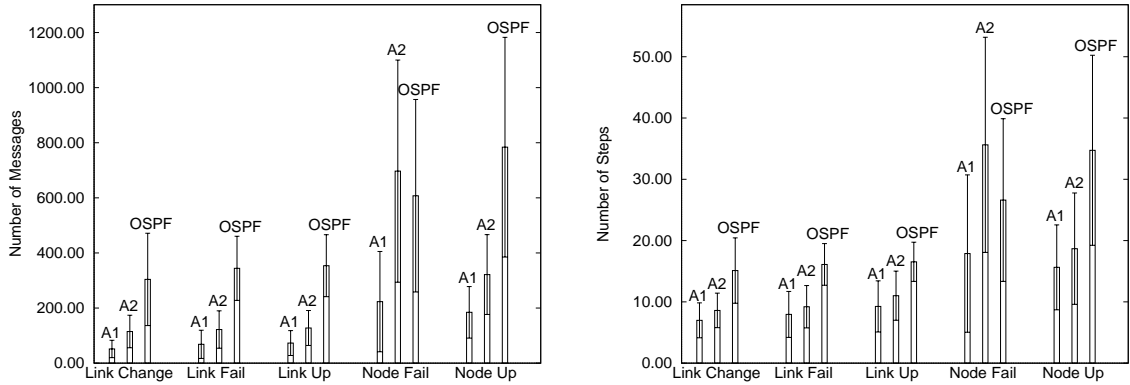 Number of Messages
1200.00
1000.00
800.00
600.00
400.00
200.00
0.00
A1
A2
OSPF
A1
A2
OSPF
A1
A2
OSPF
A1
A2
OSPF
A1
A2
OSPF
Link Change
Link Fail
Link Up
Node Fail
Node Up
Number of Steps
50.00
40.00
30.00
20.00
10.00
0.00
A1
A2
OSPF
A1
A2
OSPF
A1
A2
OSPF
A1
A2
OSPF
A1
A2
OSPF
Link Change
Link Fail
Link Up
Node Fail
Node Up